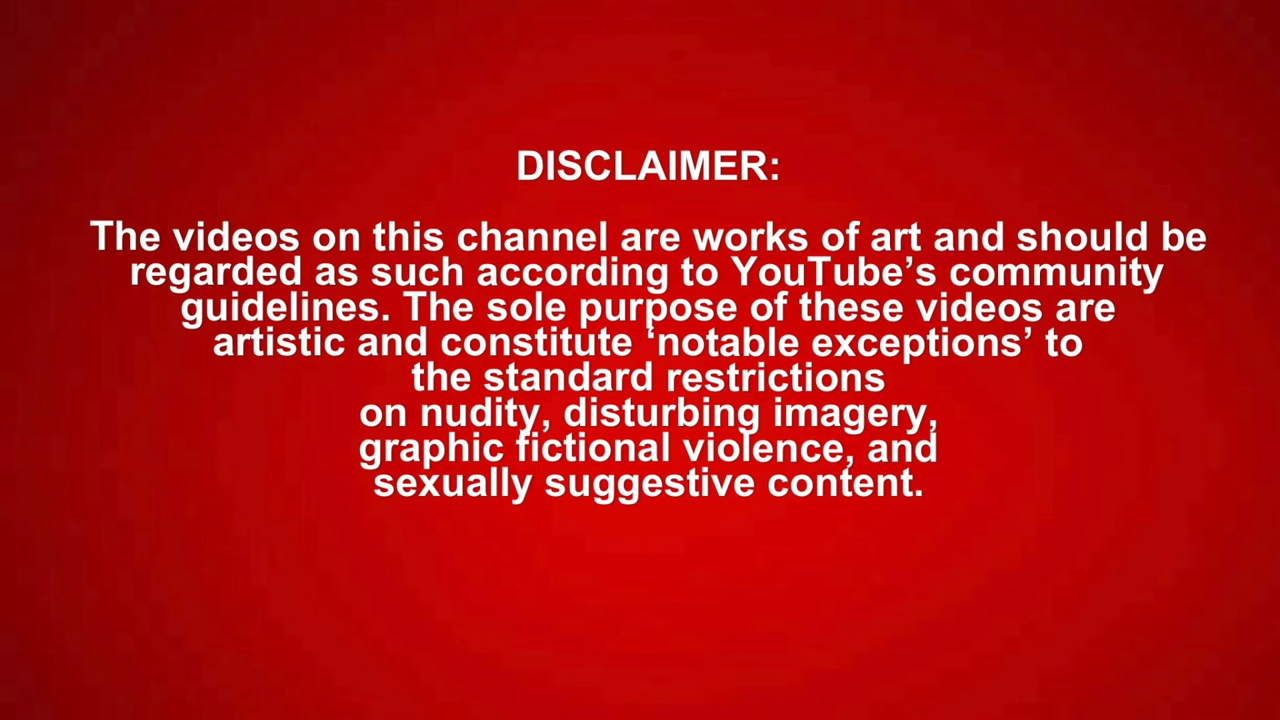 DISCLAIMER:
The videos on this channel are works of art and should be
regarded as such according to YouTube’s community
guidelines. The sole purpose of these videos are
artistic and constitute ‘notable exceptions’ to
the standard restrictions
on nudity, disturbing imagery,
graphic fictional violence, and
sexually suggestive content.